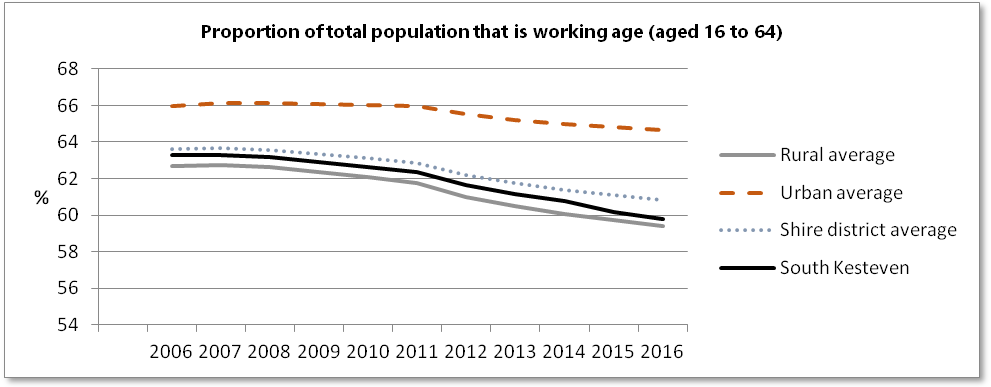 Proportion of total population that is working age (aged 16 to 64)
68
66
64
62
60
58
56
54
%
2006 2007 2008 2009 2010 2011 2012 2013 2014 2015 2016
Rural average
Urban average
Shire district average
South Kesteven